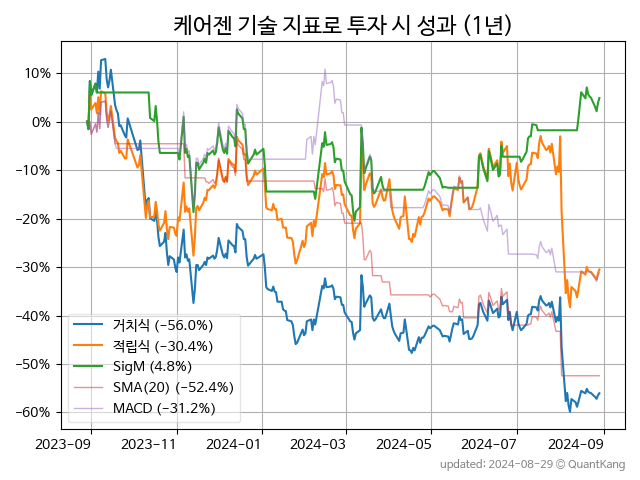 케어젠 기술 지표로 투자 시 성과 (1년)
10%
0%
−10%
−20%
−30%
−40%
−50%
−60%
거치식 (−56.0%)
적립식 (−30.4%)
SigM (4.8%)
SMA(20) (−52.4%)
MACD (−31.2%)
2023-09 2023-11 2024-01 2024-03 2024-05 2024-07 2024-09
updated: 2024-08-29 © QuantKang